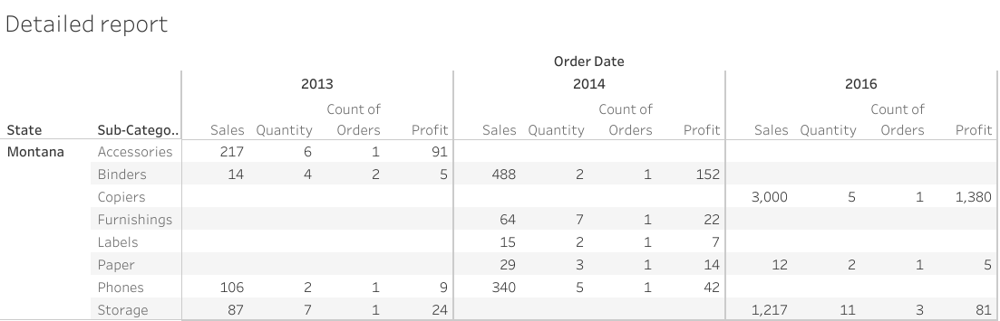 Detailed report
Order Date
2013 2014 2016
Count of Count of Count of
State Sub-Catego.. Sales Quantity Orders Profit Sales Quantity Orders Profit Sales Quantity Orders Profit
Montana Accessories 217 6 1 91
Binders 14 4 2 5 488 2 1 152
Copiers 3,000 5 1 1,380
Furnishings 64 7 1 22
Labels 15 2 1 7
Paper 29 3 1 14 12 2 1 5
Phones 106 2 1 9 340 5 1 42
Storage 87 7 1 24 1,217 11 3 81